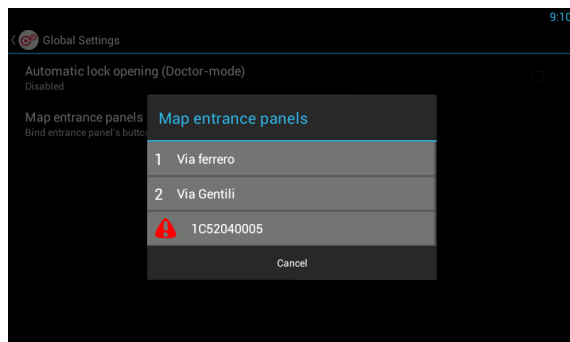 9:10
Global Settings
Automatic lock opening (Doctor-mode)
Disabled
Map entrance panels
Bind entrance panel's butto
Map entrance panels
1 Via ferrero
2 Via Gentili
1C52040005
Cancel